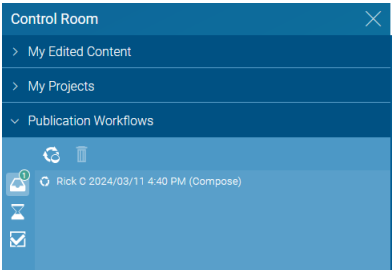 Control Room
My Edited Content
My Projects
Publication Workflows
1
Rick C 2024/03/11 4:40 PM (Compose)